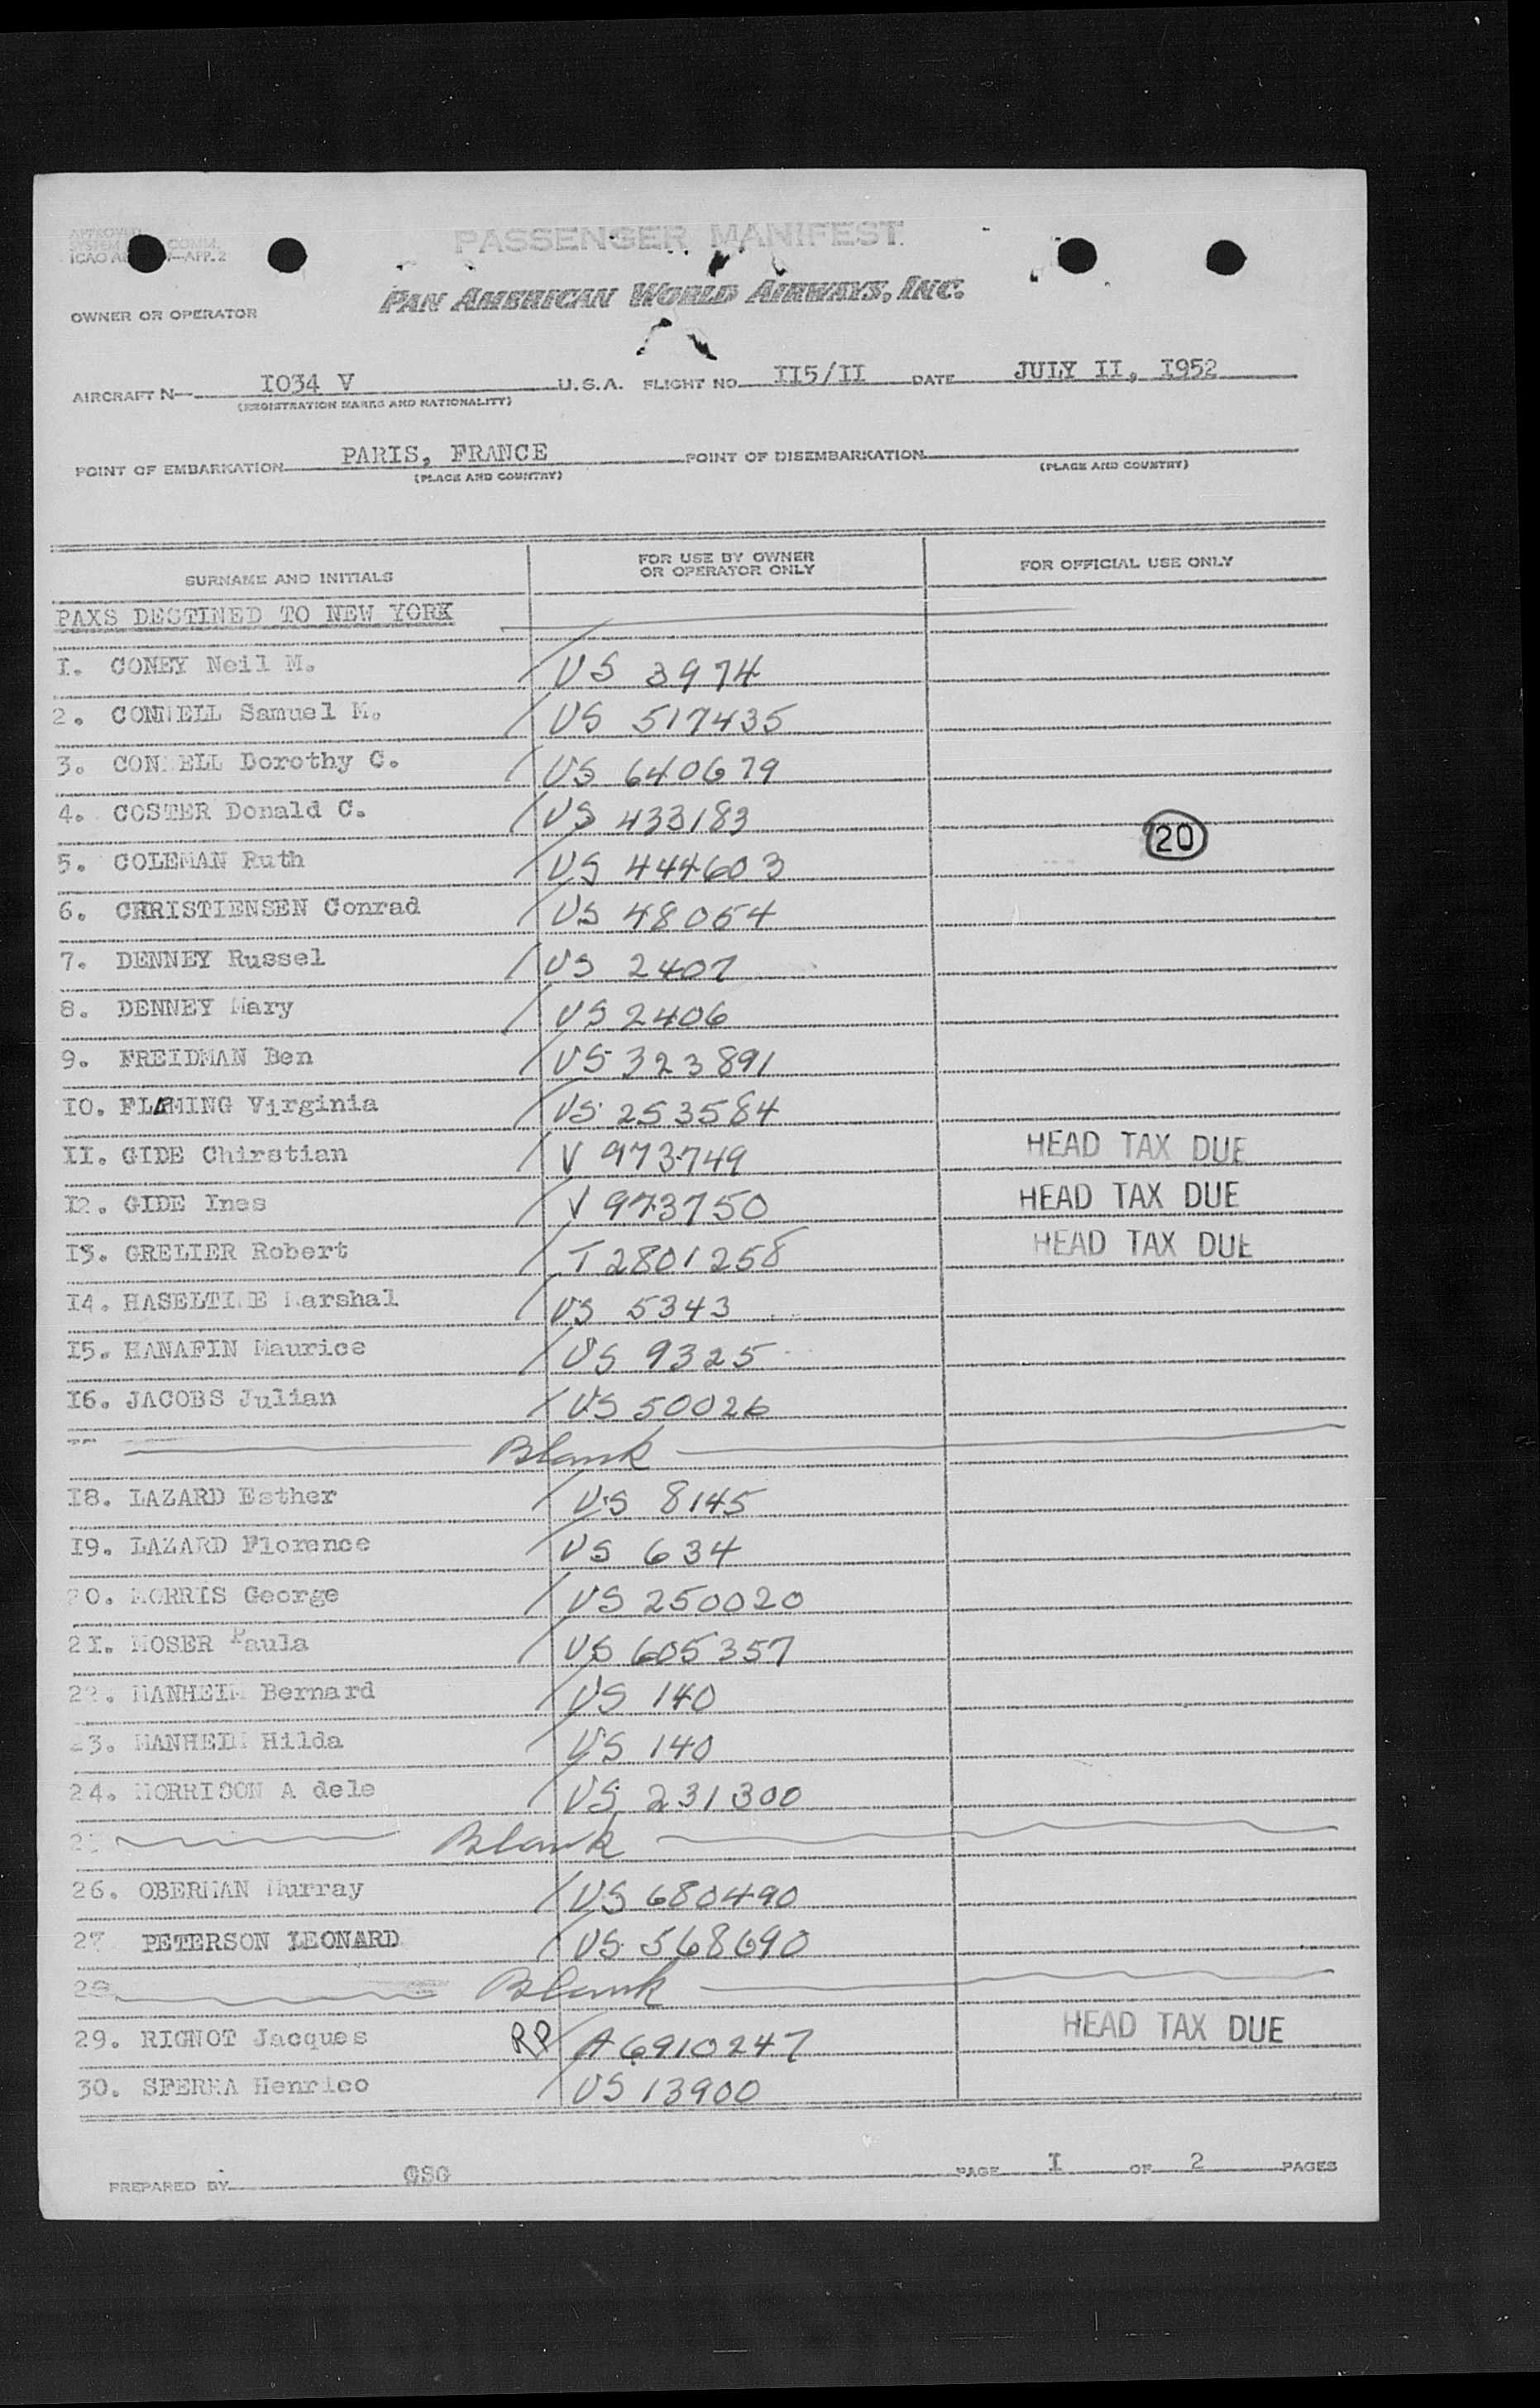 APPROVED
SYSTEM COMM.
ICAO AFP. 2
PASSENGER MANIFEST
PAN AMERICAN WORLD AIRWAYS, INC.
OWNER OR OPERATOR
AIRCRAFT N— I034 V U.S.A. FLIGHT NO. II5/II DATE JULY II, I952
(REGISTRATION MARKS AND NATIONALITY)
POINT OF EMBARKATION PARIS, FRANCE POINT OF DISEMBARKATION
(PLACE AND COUNTRY) (PLACE AND COUNTRY)
SURNAME AND INITIALS FOR USE BY OWNER OR OPERATOR ONLY FOR OFFICIAL USE ONLY
PAXS DESTINED TO NEW YORK
I. CONEY Neil M. US 3974
2. CONNELL Samuel M. US 517435
3. CONNELL Dorothy C. US 640679
4. COSTER Donald C. US 433183
20
5. COLEMAN Ruth US 444603
6. CHRISTIENSEN Conrad US 48054
7. DENNEY Russel US 2407
8. DENNEY Mary US 2406
9. FREIDMAN Ben US 323891
IO. FLEMING Virginia US 253584
II. GIDE Chirstian V 973749 HEAD TAX DUE
I2. GIDE Ines V 973750 HEAD TAX DUE
I3. GRELIER Robert T 2801258 HEAD TAX DUE
I4. HASELTINE Marshal US 5343
I5. HANAFIN Maurice US 9325
I6. JACOBS Julian US 50026
Blank
I8. LAZARD Esther US 8145
I9. LAZARD Florence US 634
20. MORRIS George US 250020
2I. MOSER Paula US 605357
22. MANHEIM Bernard US 140
23. MANHEIM Hilda US 140
24. MORRISON A dele US 231300
Blank
26. OBERMAN Murray US 680490
27 PETERSON LEONARD US 568690
28 Blank
29. RIGNOT Jacques RP A6910247 HEAD TAX DUE
30. Henrico US 13900
PREPARED BY GSG PAGE I OF 2 PAGES